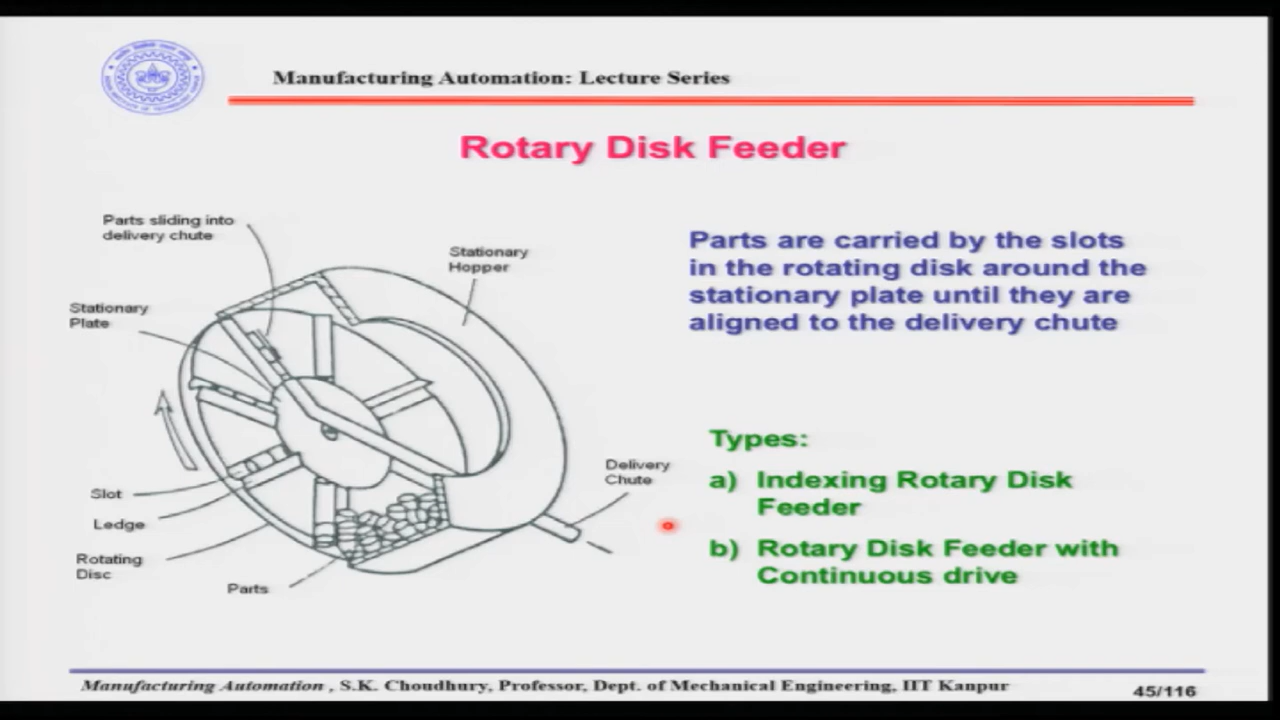 Manufacturing Automation: Lecture Series
Rotary Disk Feeder
Parts sliding into
delivery chute
Stationary
Hopper
Stationary
Plate
Slot
Ledge
Rotating
Disc
Parts
Delivery
Chute
Parts are carried by the slots
in the rotating disk around the
stationary plate until they are
aligned to the delivery chute
Types:
a) Indexing Rotary Disk
Feeder
b) Rotary Disk Feeder with
Continuous drive
Manufacturing Automation , S.K. Choudhury, Professor, Dept. of Mechanical Engineering, IIT Kanpur
45/116